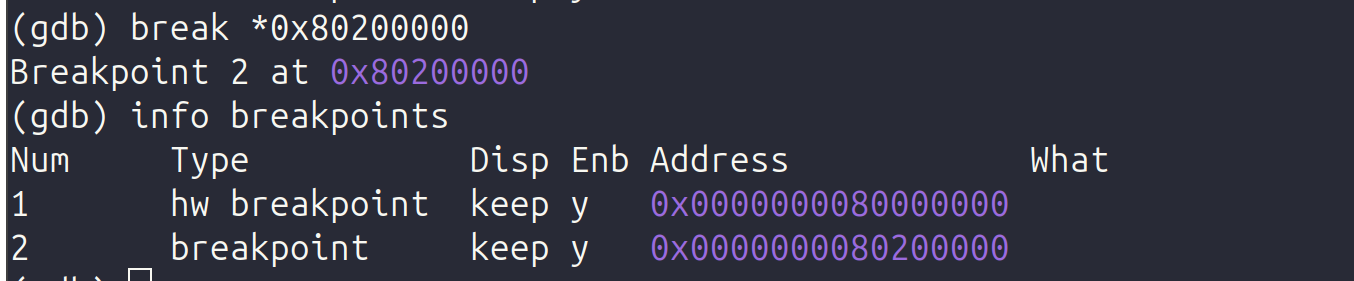 (gdb) break *0x80200000
Breakpoint 2 at 0x80200000
(gdb) info breakpoints
Num     Type           Disp Enb Address            What
1       hw breakpoint  keep y   0x0000000080000000
2       breakpoint     keep y   0x0000000080200000